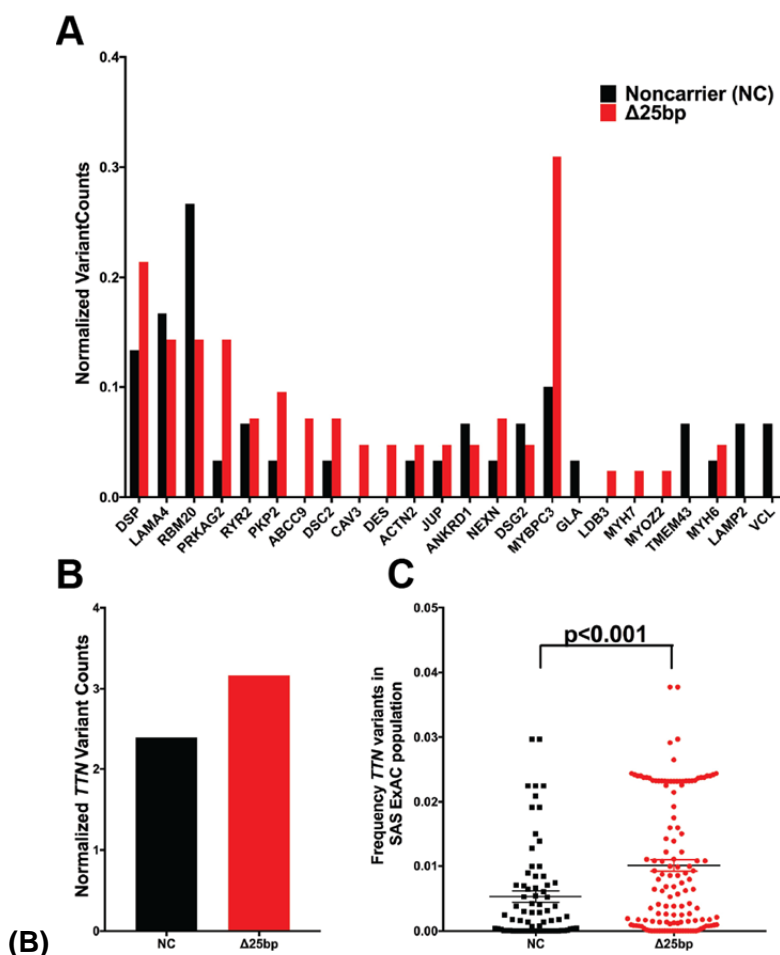 A
0.4
0.3
0.2
0.1
0.0
Normalized VariantCounts
Noncarrier (NC)
Δ25bp
DSP
LAMA4
RBM20
PRKAG2
RYR2
PKP2
ABCC9
DSC2
CAV3
DES
ACTN2
JUP
ANKRD1
NEXN
DSG2
MYBPC3
GLA
LDB3
MYH7
MYOZ2
TMEM43
MYH6
LAMP2
VCL
B
4
3
2
1
0
Normalized TTN Variant Counts
NC
Δ25bp
C
0.05
0.04
0.03
0.02
0.01
0.00
Frequency TTN variants in
SAS ExAC population
p<0.001
NC
Δ25bp
(B)